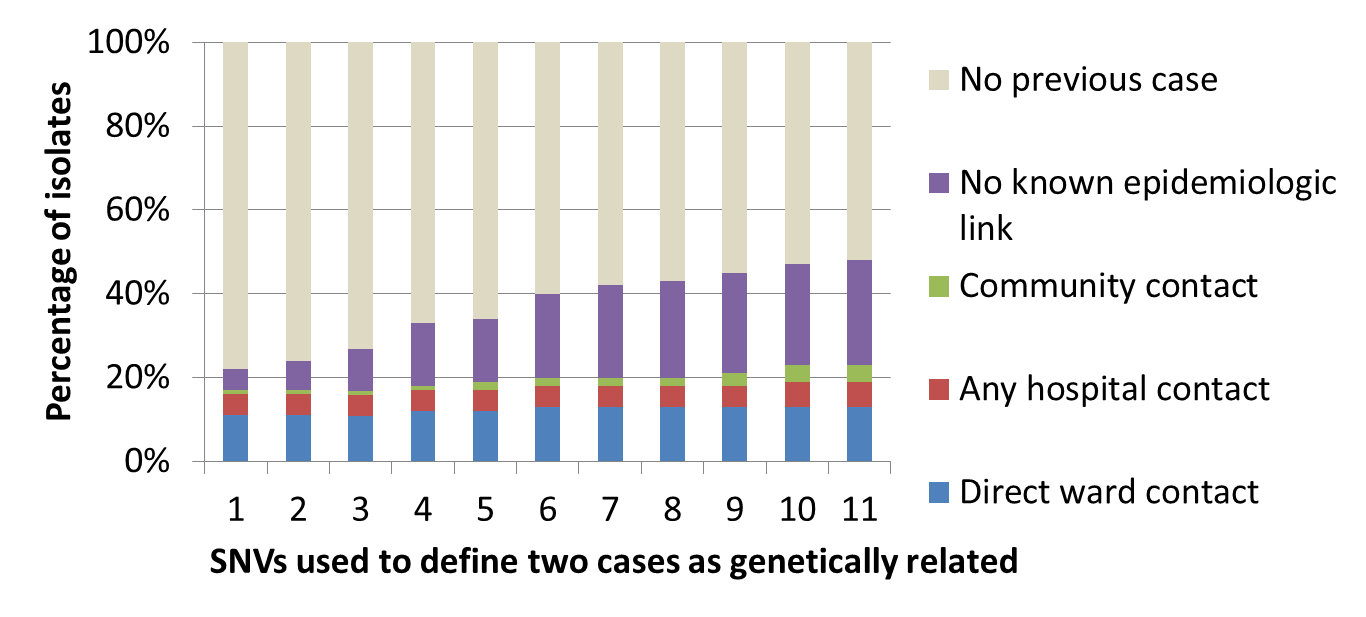 Percentage of isolates
100%
80%
60%
40%
20%
0%
1 2 3 4 5 6 7 8 9 10 11
SNVs used to define two cases as genetically related
No previous case
No known epidemiologic
link
Community contact
Any hospital contact
Direct ward contact